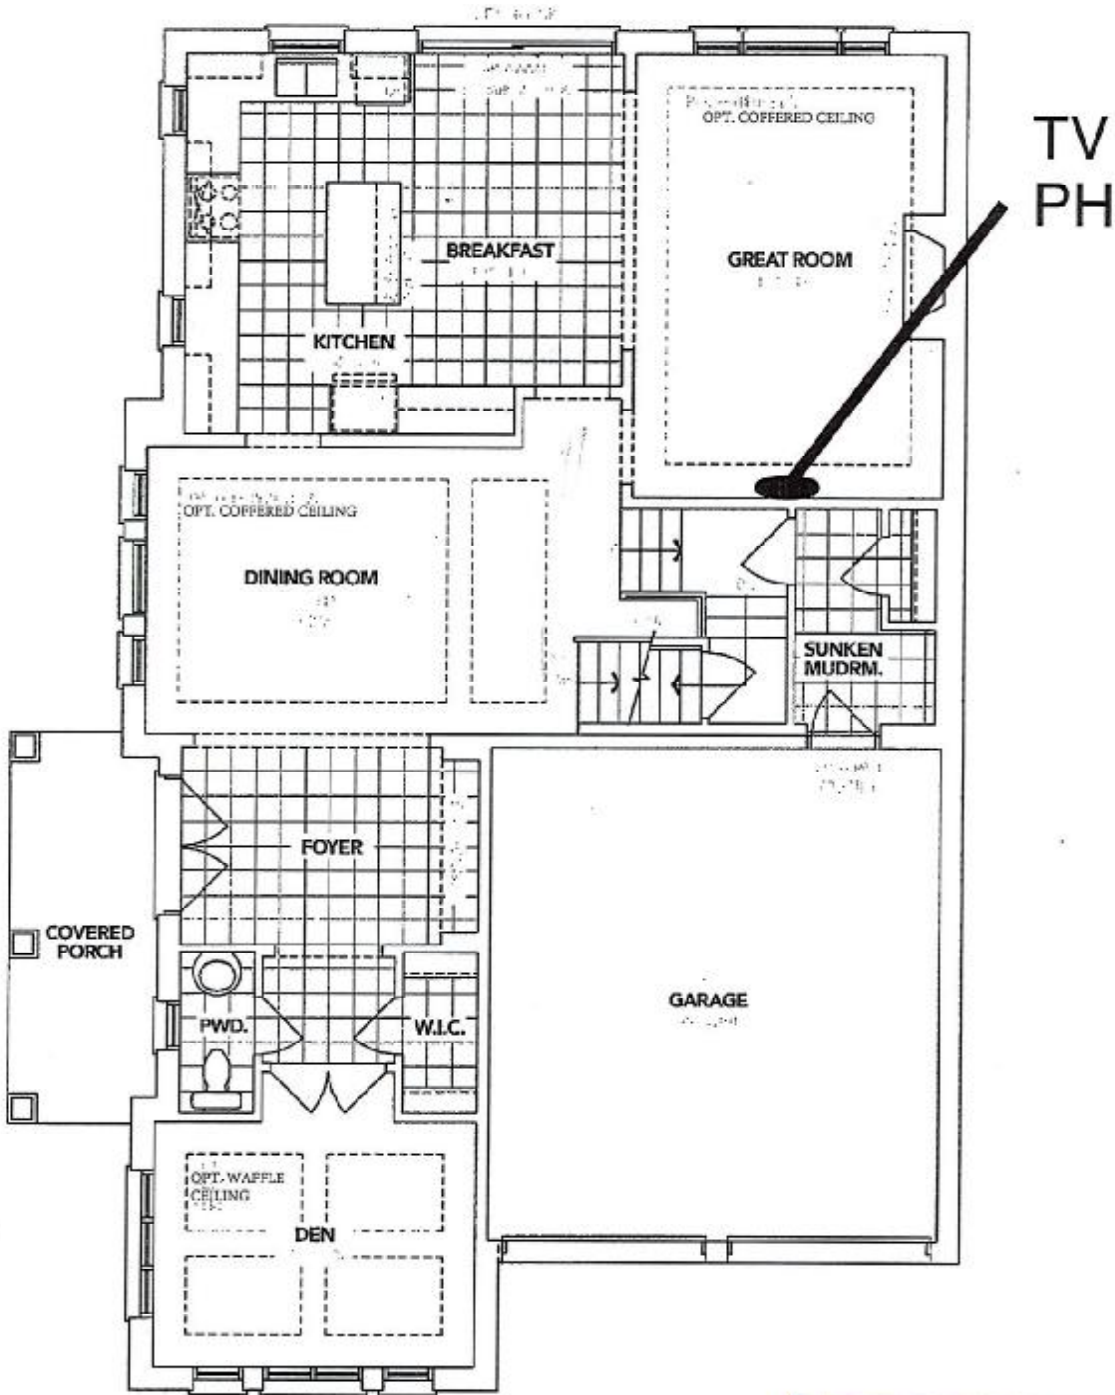 OPT. COFFERED CEILING
TV
PH
BREAKFAST
GREAT ROOM
KITCHEN
OPT. COFFERED CEILING
DINING ROOM
SUNKEN
MUDRM.
FOYER
COVERED
PORCH
GARAGE
PWD.
W.I.C.
OPT. WAFFLE
CEILING
DEN